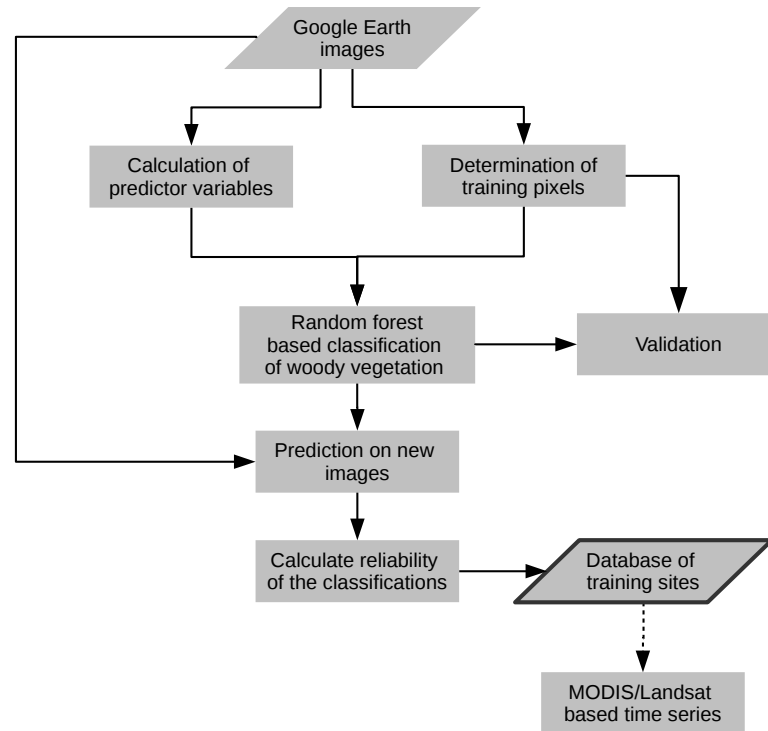 Google Earth
images
Calculation of
predictor variables
Determination of
training pixels
Random forest
based classification
of woody vegetation
Validation
Prediction on new
images
Calculate reliability
of the classifications
Database of
training sites
MODIS/Landsat
based time series